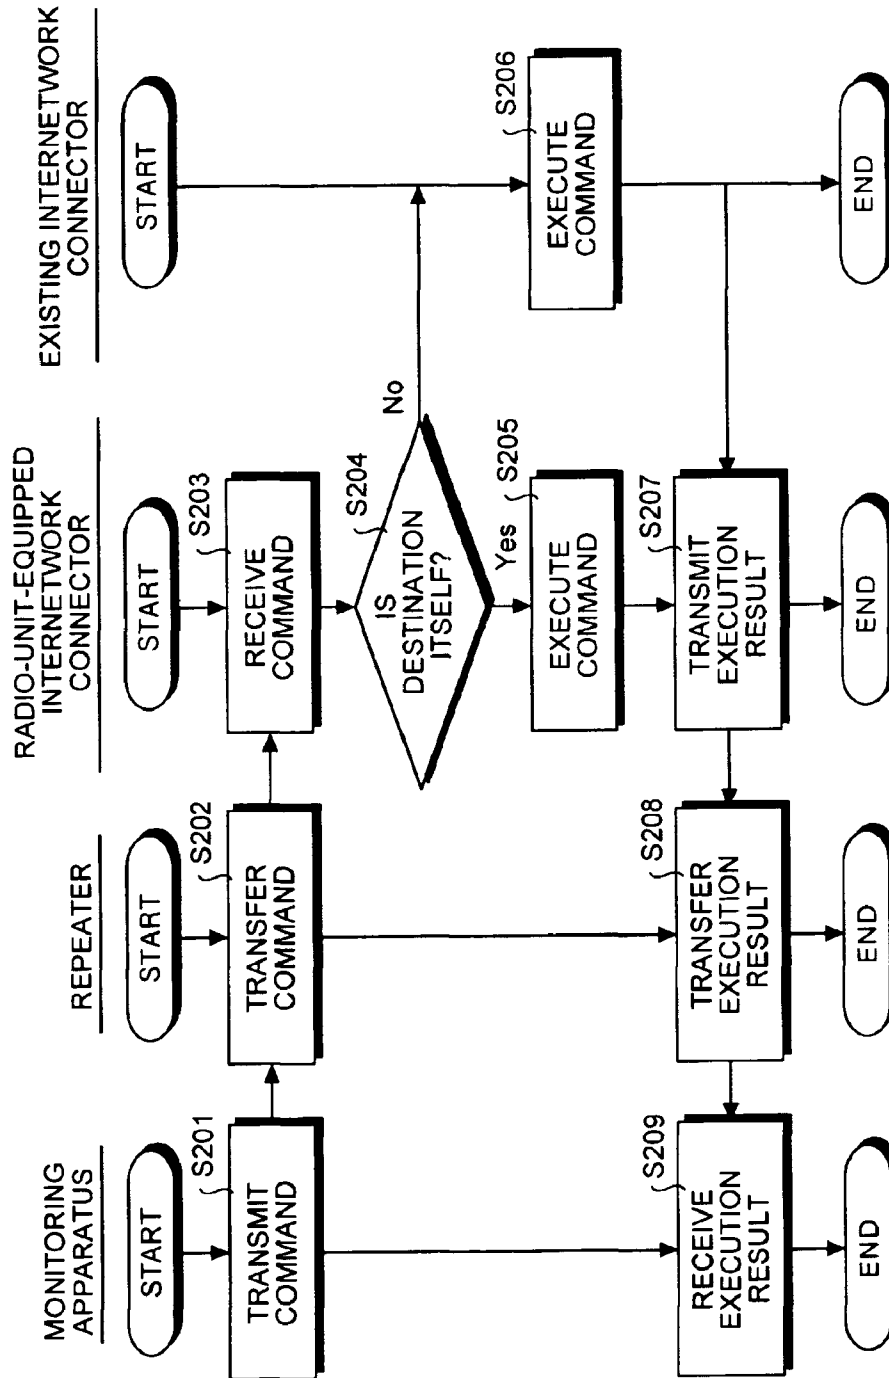 MONITORING
APPARATUS
START
S201
TRANSMIT
COMMAND
S209
RECEIVE
EXECUTION
RESULT
END
REPEATER
START
S202
TRANSFER
COMMAND
S208
TRANSFER
EXECUTION
RESULT
END
RADIO-UNIT-EQUIPPED
INTERNETWORK
CONNECTOR
START
S203
RECEIVE
COMMAND
S204
IS
DESTINATION
ITSELF?
No
Yes
S205
EXECUTE
COMMAND
S207
TRANSMIT
EXECUTION
RESULT
END
EXISTING INTERNETWORK
CONNECTOR
START
S206
EXECUTE
COMMAND
END